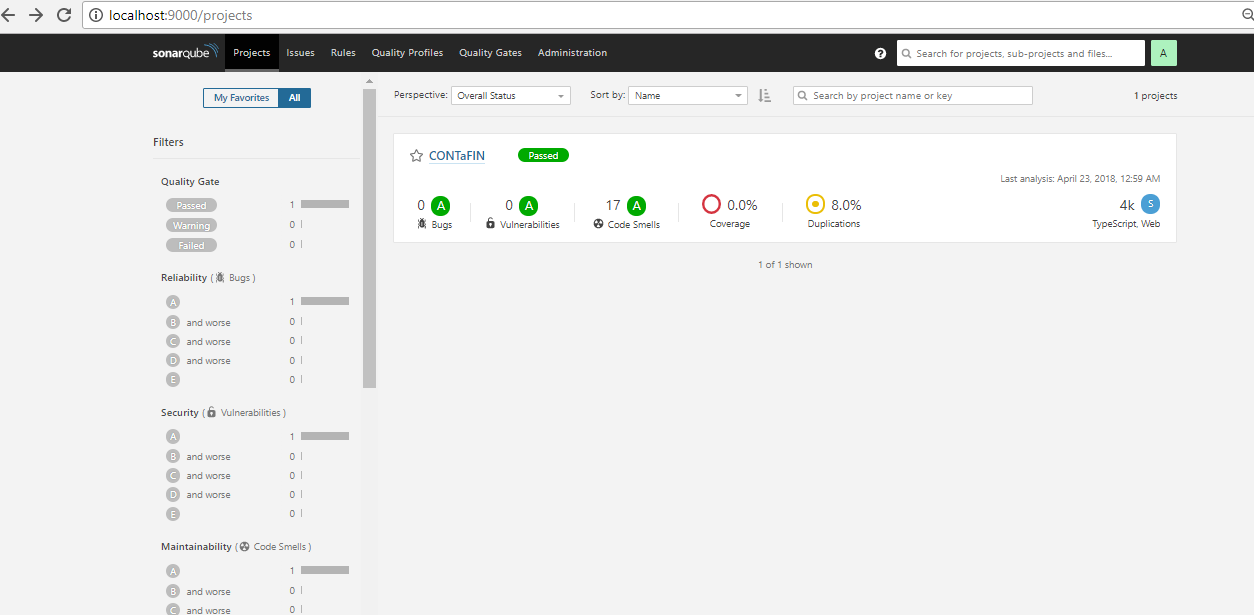 localhost:9000/projects
sonarqube Projects Issues Rules Quality Profiles Quality Gates Administration ? Search for projects, sub-projects and files... A
My Favorites All
Perspective: Overall Status Sort by: Name Search by project name or key 1 projects
Filters
Quality Gate
Passed 1
Warning 0
Failed 0
Reliability ( Bugs )
A 1
B and worse 0
C and worse 0
D and worse 0
E 0
Security ( Vulnerabilities )
A 1
B and worse 0
C and worse 0
D and worse 0
E 0
Maintainability ( Code Smells )
A 1
B and worse 0
C and worse 0
CONTaFIN Passed
Last analysis: April 23, 2018, 12:59 AM
0 A 0 A 17 A 0.0% 8.0% 4k S
Bugs Vulnerabilities Code Smells Coverage Duplications TypeScript, Web
1 of 1 shown